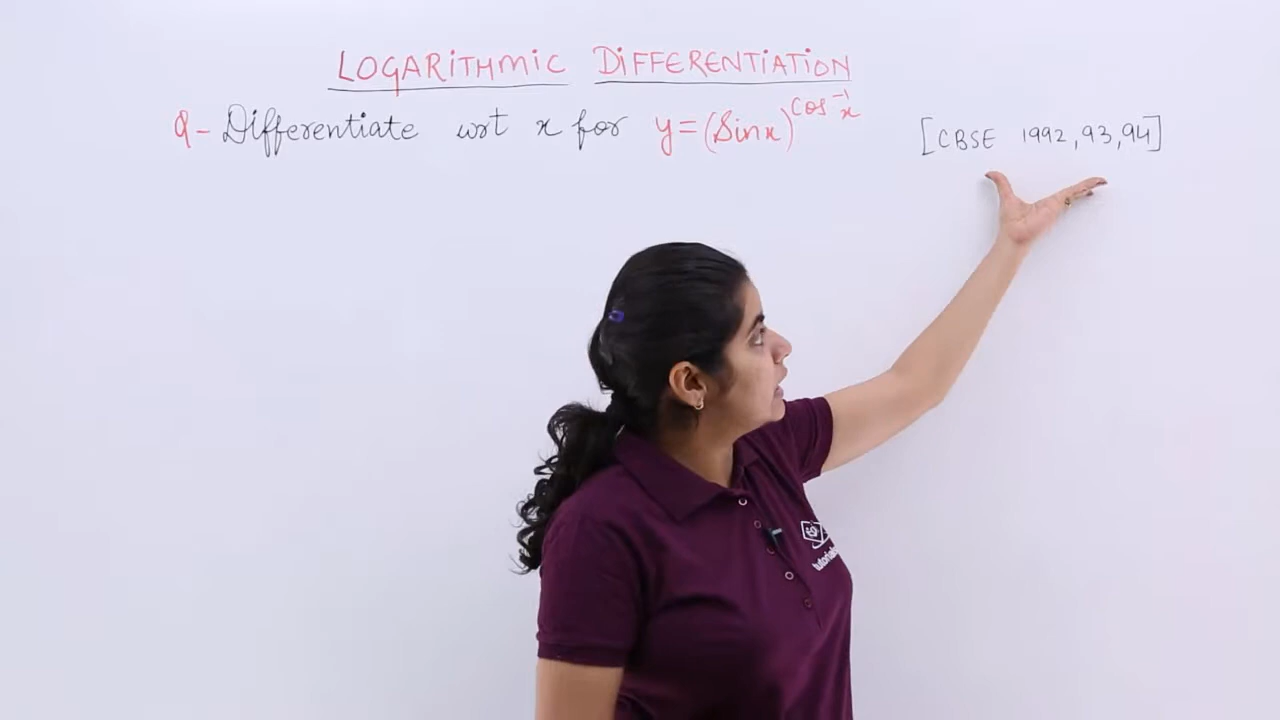 LOGARITHMIC DIFFERENTIATION
Q- Differentiate wrt x for y=(Sinx)^Cos⁻¹x
[CBSE 1992,93,94]